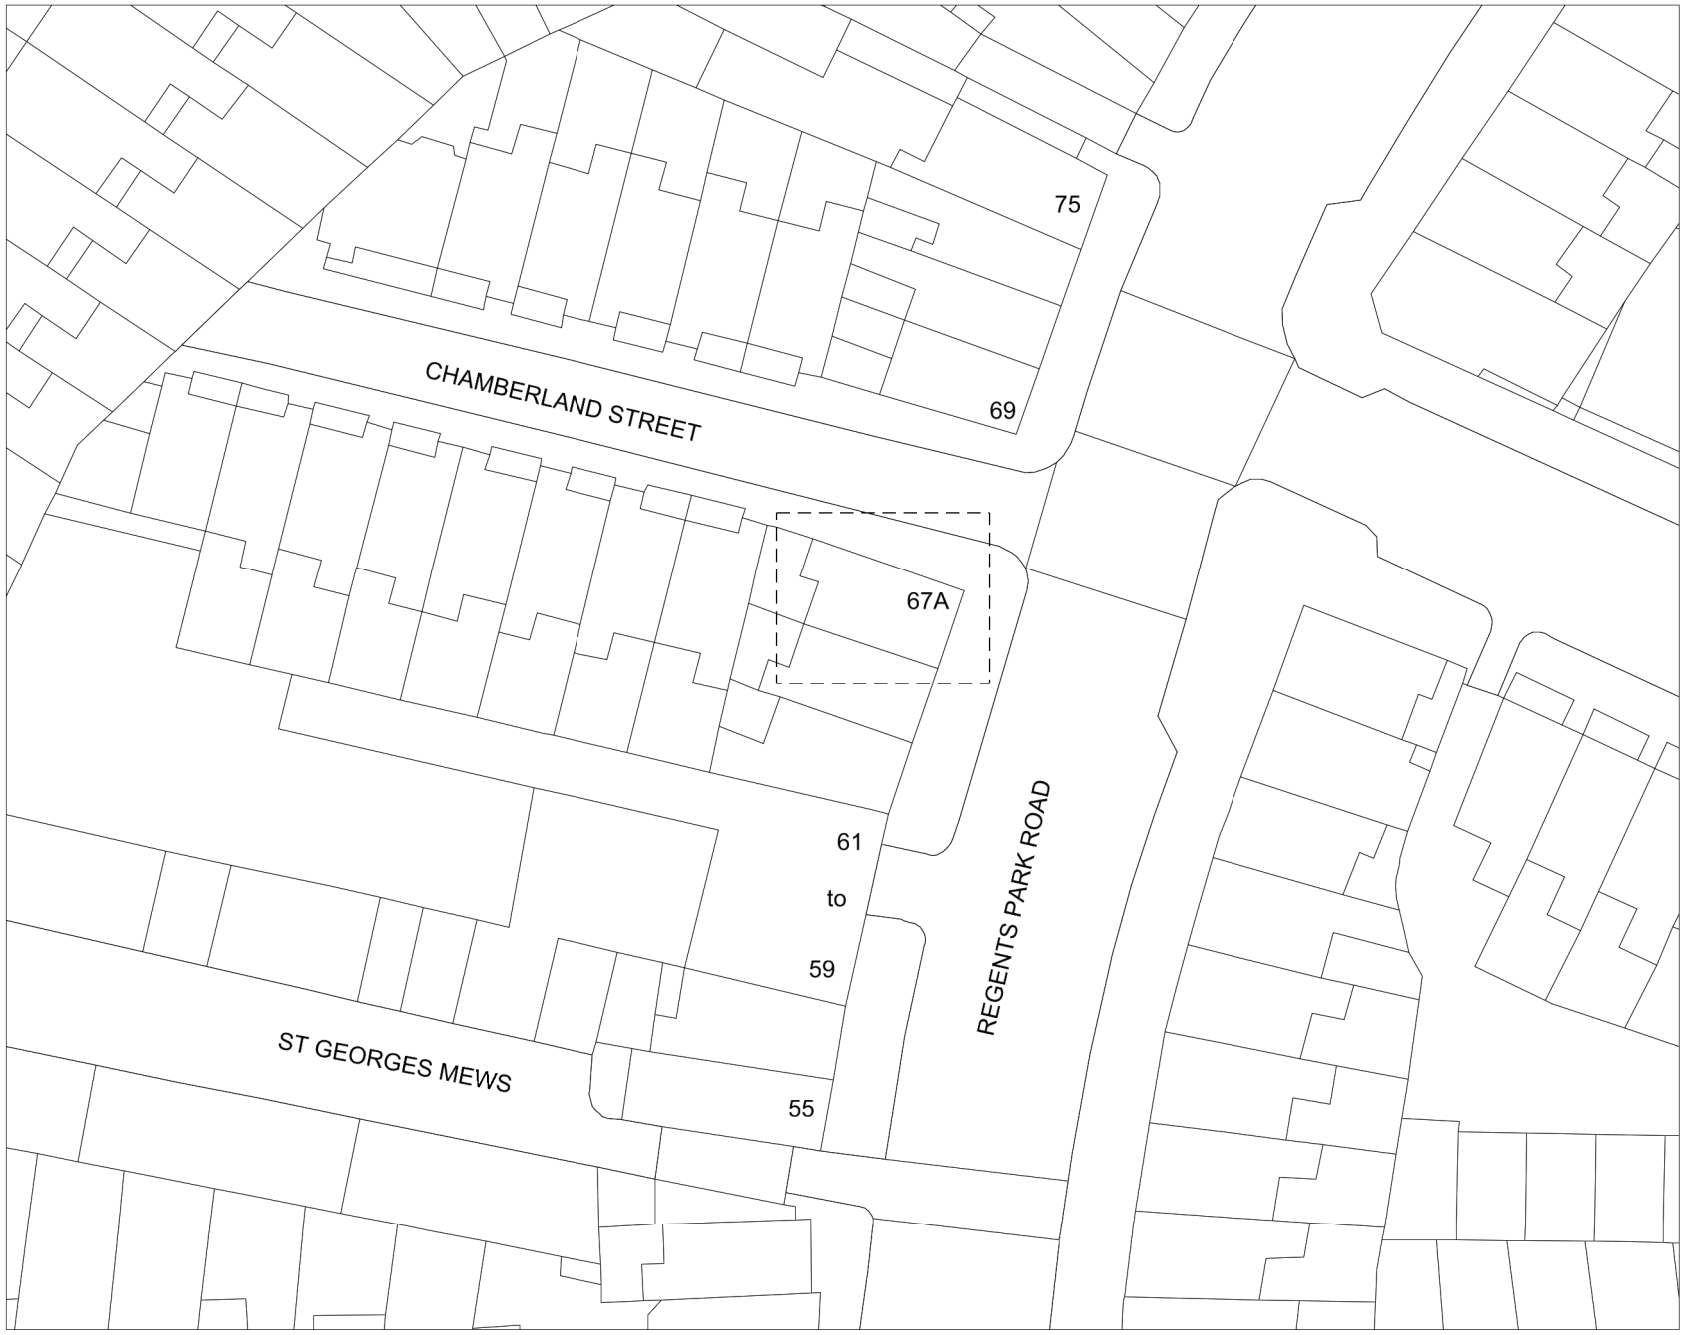 75
CHAMBERLAND STREET
69
67A
61
to
59
REGENTS PARK ROAD
ST GEORGES MEWS
55